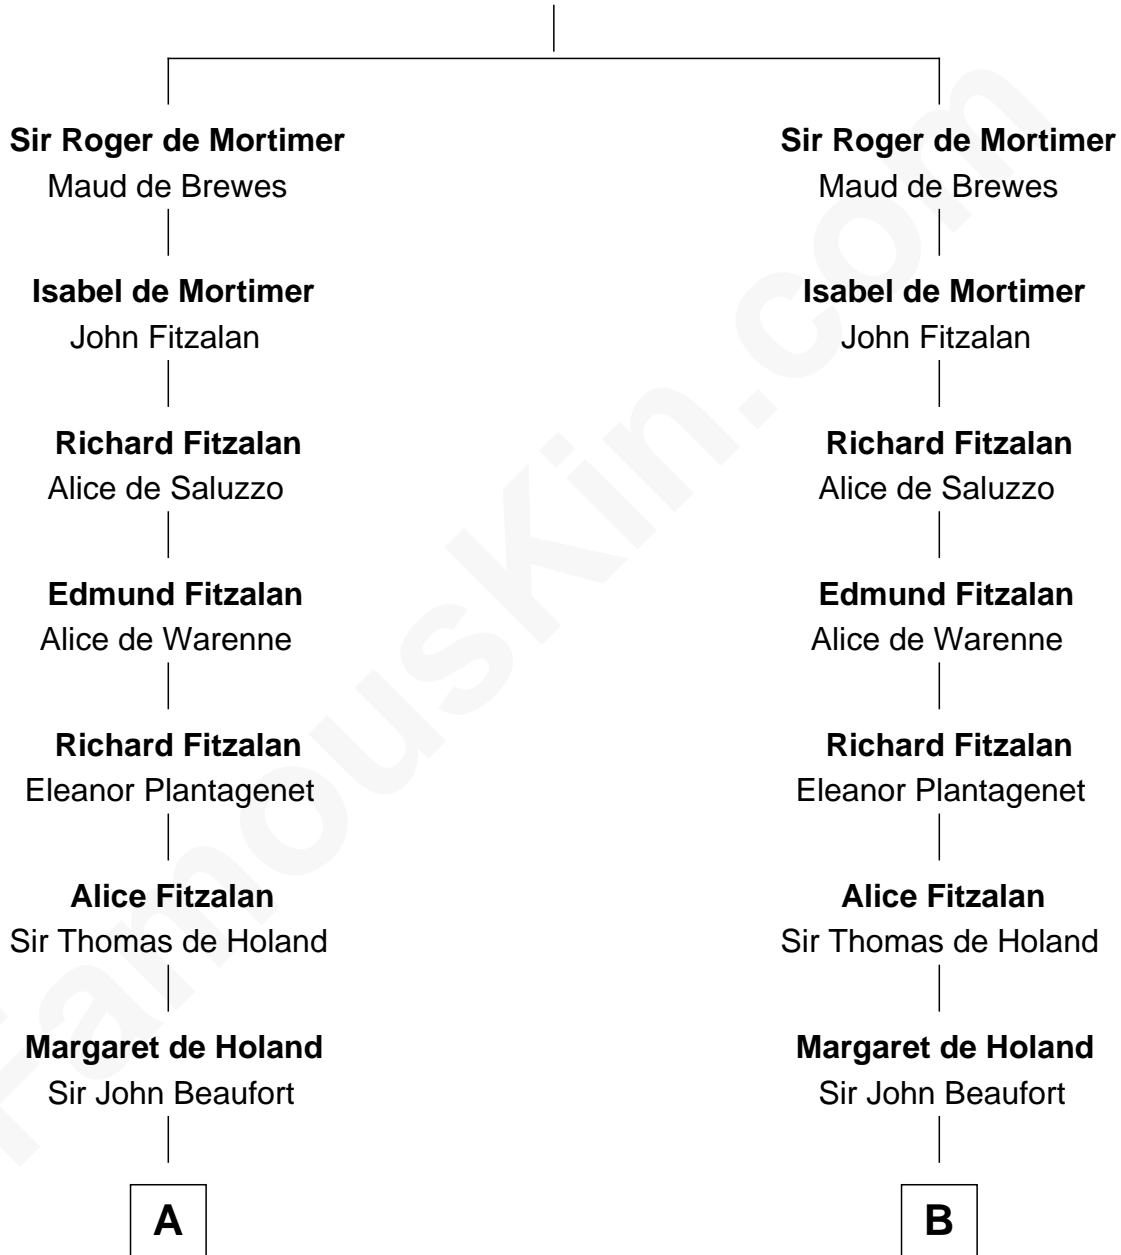 Sir Roger de Mortimer
Maud de Brewes
Isabel de Mortimer
John Fitzalan
Richard Fitzalan
Alice de Saluzzo
Edmund Fitzalan
Alice de Warenne
Richard Fitzalan
Eleanor Plantagenet
Alice Fitzalan
Sir Thomas de Holand
Margaret de Holand
Sir John Beaufort
A
Sir Roger de Mortimer
Maud de Brewes
Isabel de Mortimer
John Fitzalan
Richard Fitzalan
Alice de Saluzzo
Edmund Fitzalan
Alice de Warenne
Richard Fitzalan
Eleanor Plantagenet
Alice Fitzalan
Sir Thomas de Holand
Margaret de Holand
Sir John Beaufort
B
FamousKin.com